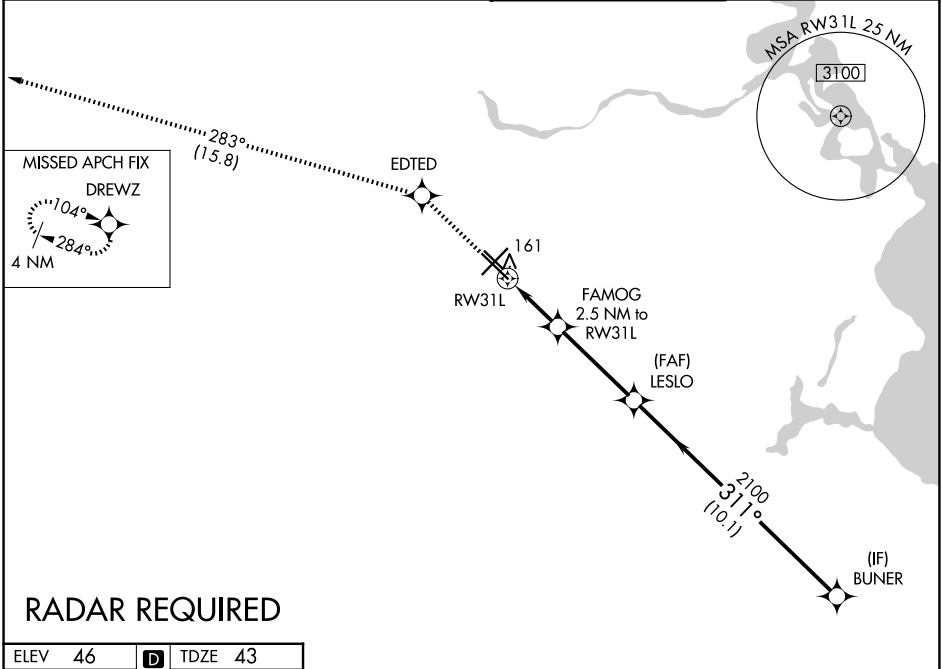 MSA RW31L 25 NM
3100
283°
(15.8)
MISSED APCH FIX
DREWZ
104°
284°
4 NM
EDTED
161
RW31L
FAMOG
2.5 NM to
RW31L
(FAF)
LESLO
2100
311°
(10.1)
(IF)
BUNER
RADAR REQUIRED
ELEV 46 D TDZE 43